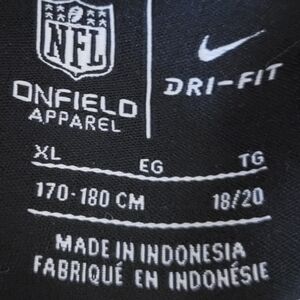 NFL
ONFIELD
APPAREL
DRI-FIT
XL EG TG
170-180 CM 18/20
MADE IN INDONESIA
FABRIQUÉ EN INDONÉSIE